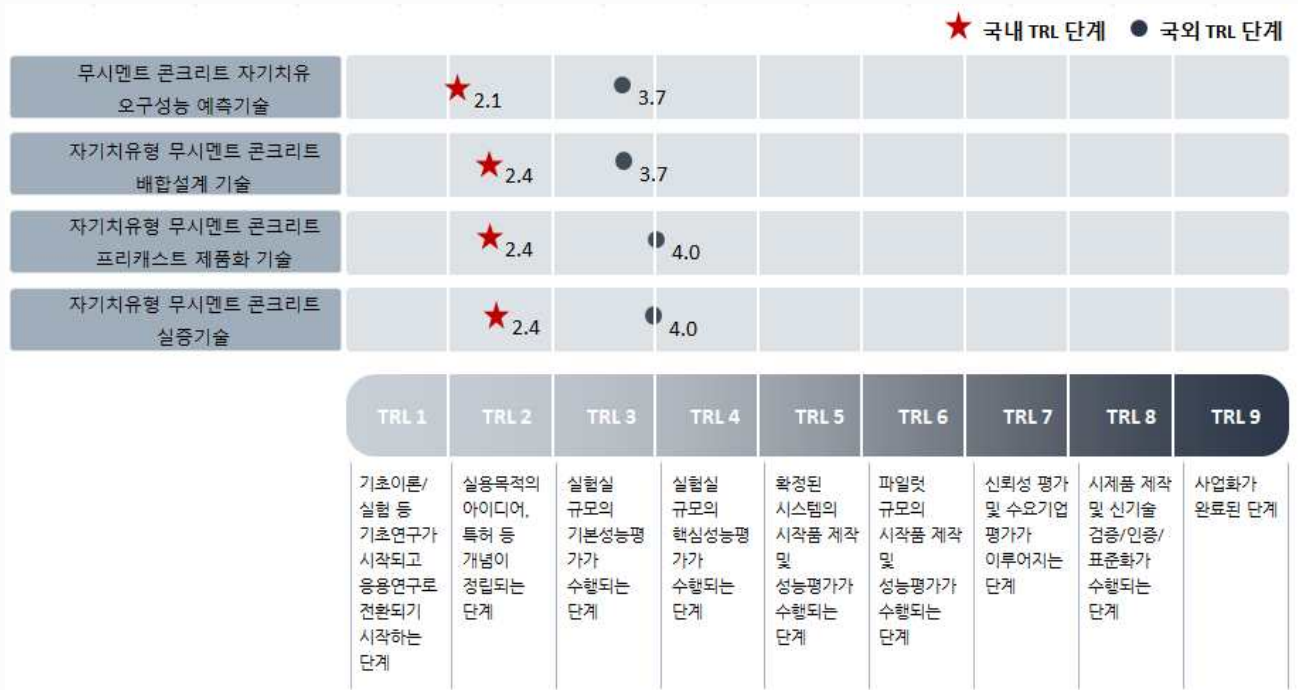 ★ 국내 TRL 단계 ● 국외 TRL 단계
무시멘트 콘크리트 자기치유
오구성능 예측기술
2.1
3.7
자기치유형 무시멘트 콘크리트
배합설계 기술
2.4
3.7
자기치유형 무시멘트 콘크리트
프리캐스트 제품화 기술
2.4
4.0
자기치유형 무시멘트 콘크리트
실증기술
2.4
4.0
TRL 1
TRL 2
TRL 3
TRL 4
TRL 5
TRL 6
TRL 7
TRL 8
TRL 9
기초이론/
실험 등
기초연구가
시작되고
응용연구로
전환되기
시작하는
단계
실용목적의
아이디어,
특허 등
개념이
정립되는
단계
실험실
규모의
기본성능평
가가
수행되는
단계
실험실
규모의
핵심성능평
가가
수행되는
단계
확정된
시스템의
시작품 제작
및
성능평가가
수행되는
단계
파일럿
규모의
시작품 제작
및
성능평가가
수행되는
단계
신뢰성 평가
및 수요기업
평가가
이루어지는
단계
시제품 제작
및 신기술
검증/인증/
표준화가
수행되는
단계
사업화가
완료된 단계